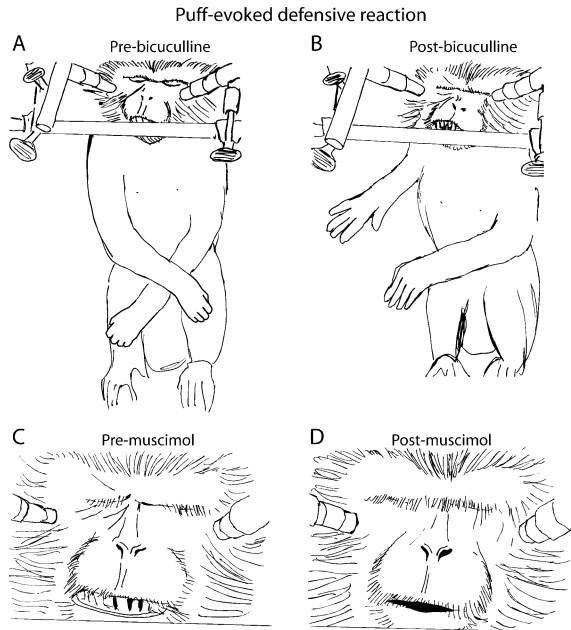 Puff-evoked defensive reaction
A
Pre-bicuculline
B
Post-bicuculline
C
Pre-muscimol
D
Post-muscimol